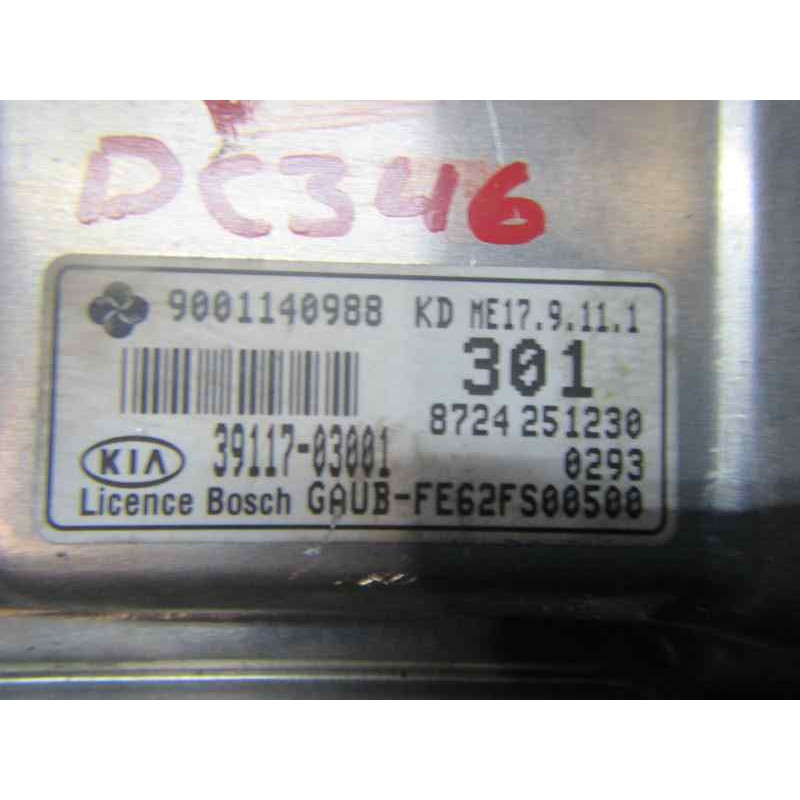 DC346
9001140988 KD ME17.9.11.1
301
8724 251230
KIA 39117-03001 0293
Licence Bosch GAUB-FE62FS00500